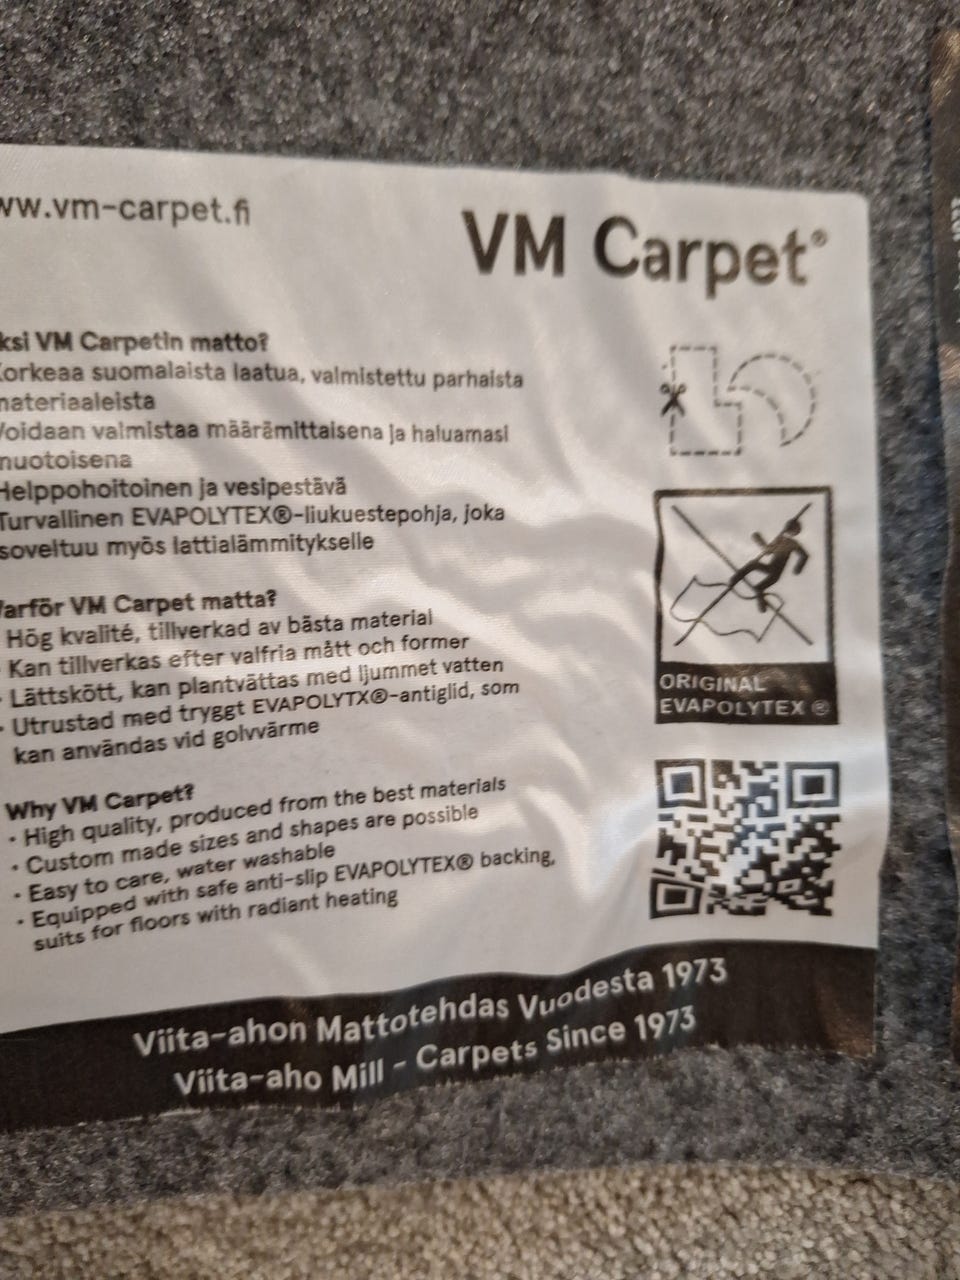 ww.vm-carpet.fi
VM Carpet®
ksi VM Carpetin matto?
Korkeaa suomalaista laatua, valmistettu parhaista
materiaaleista
Voidaan valmistaa määrämittaisena ja haluamasi
muotoisena
Helppohoitoinen ja vesipestävä
Turvallinen EVAPOLYTEX®-liukuestepohja, joka
soveltuu myös lattialämmitykselle
Varför VM Carpet matta?
Hög kvalité, tillverkad av bästa material
· Kan tillverkas efter valfria mått och former
· Lättskött, kan plantvättas med ljummet vatten
· Utrustad med tryggt EVAPOLYTX®-antiglid, som
kan användas vid golvvärme
Why VM Carpet?
· High quality, produced from the best materials
· Custom made sizes and shapes are possible
· Easy to care, water washable
· Equipped with safe anti-slip EVAPOLYTEX® backing,
suits for floors with radiant heating
ORIGINAL
EVAPOLYTEX ®
Viita-ahon Mattotehdas Vuodesta 1973
Viita-aho Mill - Carpets Since 1973